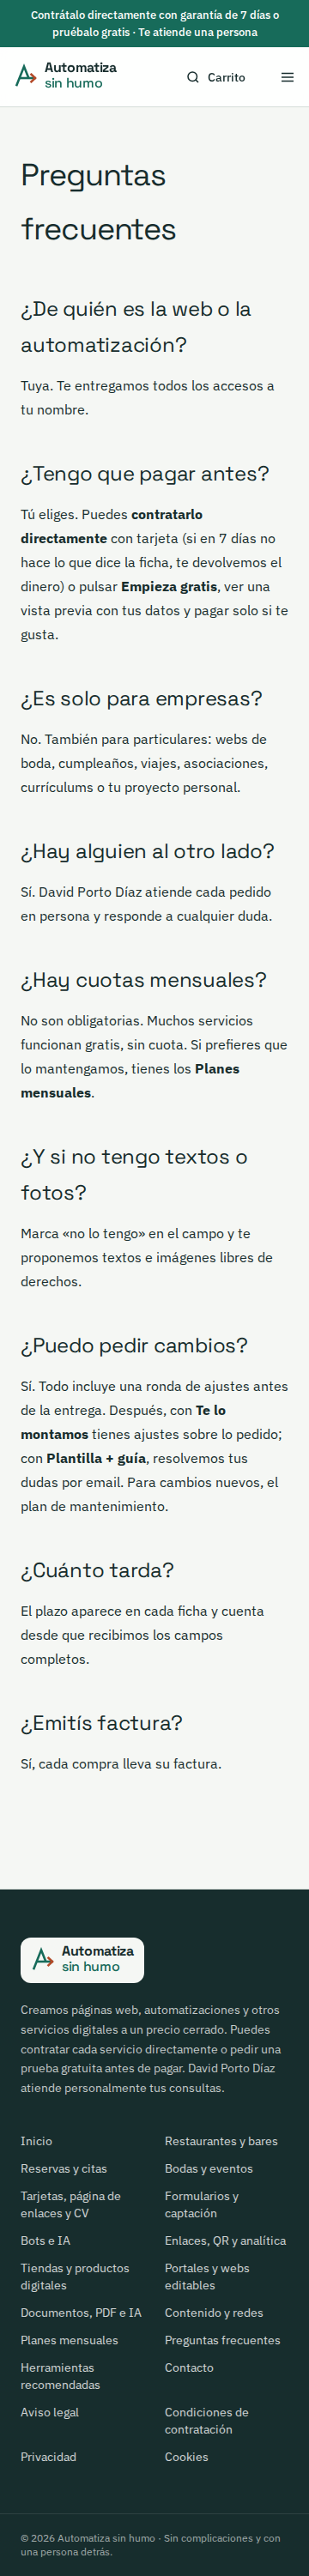 Contrátalo directamente con garantía de 7 días o
pruébalo gratis · Te atiende una persona
Automatiza
sin humo
Carrito
Preguntas
frecuentes
¿De quién es la web o la
automatización?
Tuya. Te entregamos todos los accesos a
tu nombre.
¿Tengo que pagar antes?
Tú eliges. Puedes contratarlo
directamente con tarjeta (si en 7 días no
hace lo que dice la ficha, te devolvemos el
dinero) o pulsar Empieza gratis, ver una
vista previa con tus datos y pagar solo si te
gusta.
¿Es solo para empresas?
No. También para particulares: webs de
boda, cumpleaños, viajes, asociaciones,
currículums o tu proyecto personal.
¿Hay alguien al otro lado?
Sí. David Porto Díaz atiende cada pedido
en persona y responde a cualquier duda.
¿Hay cuotas mensuales?
No son obligatorias. Muchos servicios
funcionan gratis, sin cuota. Si prefieres que
lo mantengamos, tienes los Planes
mensuales.
¿Y si no tengo textos o
fotos?
Marca «no lo tengo» en el campo y te
proponemos textos e imágenes libres de
derechos.
¿Puedo pedir cambios?
Sí. Todo incluye una ronda de ajustes antes
de la entrega. Después, con Te lo
montamos tienes ajustes sobre lo pedido;
con Plantilla + guía, resolvemos tus
dudas por email. Para cambios nuevos, el
plan de mantenimiento.
¿Cuánto tarda?
El plazo aparece en cada ficha y cuenta
desde que recibimos los campos
completos.
¿Emitís factura?
Sí, cada compra lleva su factura.
Automatiza
sin humo
Creamos páginas web, automatizaciones y otros
servicios digitales a un precio cerrado. Puedes
contratar cada servicio directamente o pedir una
prueba gratuita antes de pagar. David Porto Díaz
atiende personalmente tus consultas.
Inicio
Restaurantes y bares
Reservas y citas
Bodas y eventos
Tarjetas, página de
enlaces y CV
Formularios y
captación
Bots e IA
Enlaces, QR y analítica
Tiendas y productos
digitales
Portales y webs
editables
Documentos, PDF e IA
Contenido y redes
Planes mensuales
Preguntas frecuentes
Herramientas
recomendadas
Contacto
Aviso legal
Condiciones de
contratación
Privacidad
Cookies
© 2026 Automatiza sin humo · Sin complicaciones y con
una persona detrás.